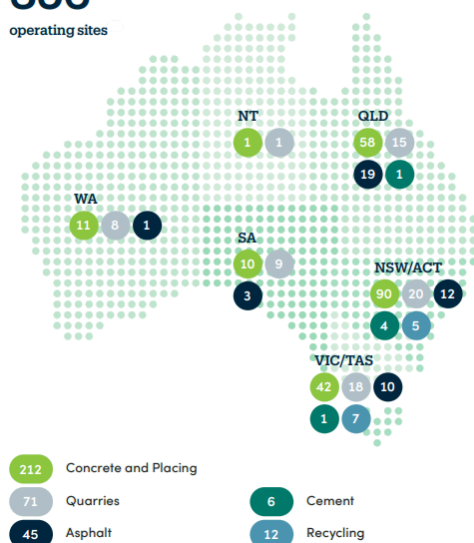 operating sites
NT
1 1
QLD
58 15
19 1
WA
11 8 1
SA
10 9
3
NSW/ACT
90 20 12
4 5
VIC/TAS
42 18 10
1 7
212 Concrete and Placing
71 Quarries
6 Cement
45 Asphalt
12 Recycling